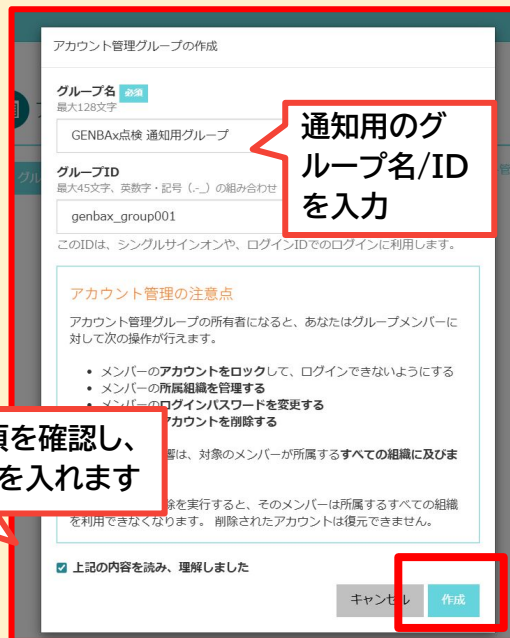 アカウント管理グループの作成
グループ名 必須
最大128文字
GENBAx点検 通知用グループ
通知用のグ
ループ名/ID
を入力
グループID
最大45文字、英数字・記号（.-_）の組み合わせ
genbax_group001
このIDは、シングルサインオンや、ログインIDでのログインに利用します。
アカウント管理の注意点
アカウント管理グループの所有者になると、あなたはグループメンバーに
対して次の操作が行えます。
• メンバーのアカウントをロックして、ログインできないようにする
• メンバーの所属組織を管理する
• メンバーのログインパスワードを変更する
アカウントを削除する
を確認し、
を入れます
響は、対象のメンバーが所属するすべての組織に及びま
除を実行すると、そのメンバーは所属するすべての組織
を利用できなくなります。 削除されたアカウントは復元できません。
上記の内容を読み、理解しました
キャンセル 作成